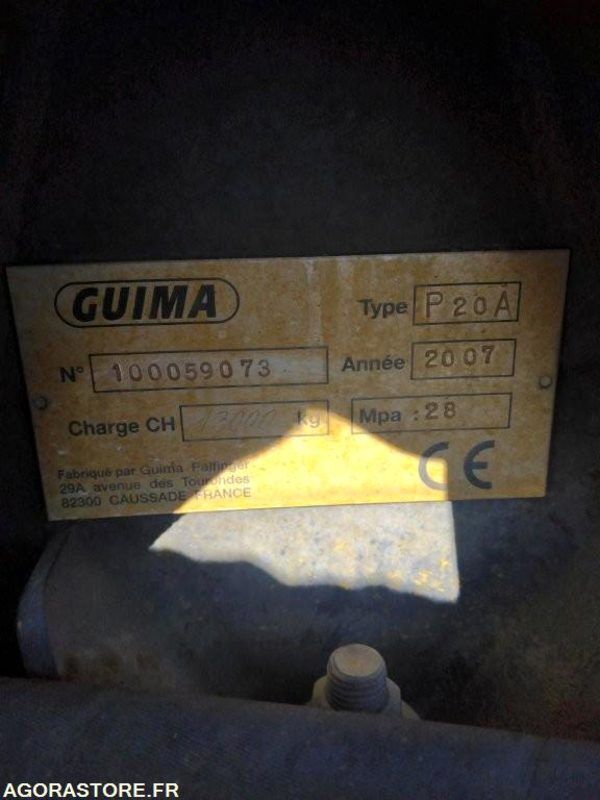 GUIMA
Type P20A
N° 100059073
Année 2007
Charge CH 13000 kg
Mpa : 28
Fabriqué par Guima Palfinger
29A avenue des Tourondes
82300 CAUSSADE FRANCE
CE
AGORASTORE.FR